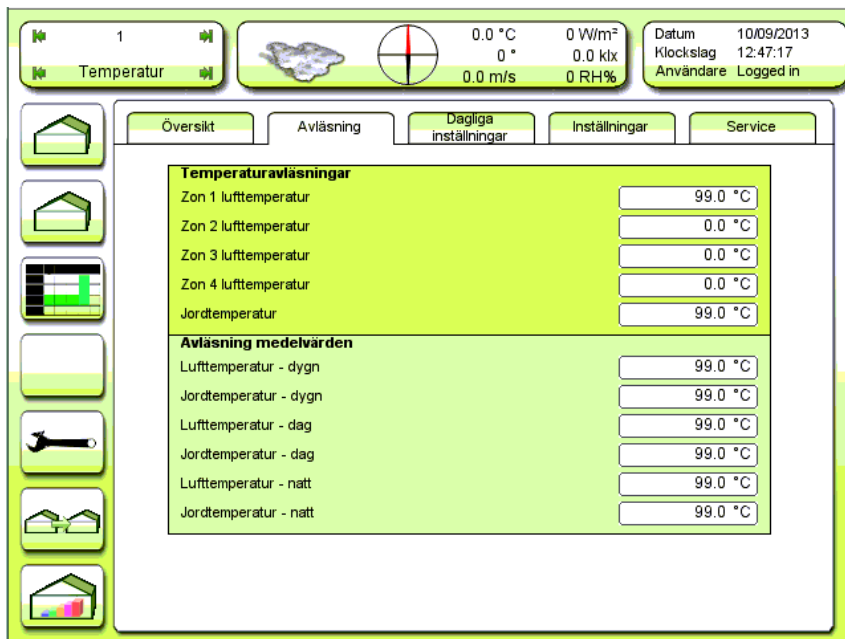 1
Temperatur
0.0 °C 0 W/m²
0 ° 0.0 klx
0.0 m/s 0 RH%
Datum 10/09/2013
Klockslag 12:47:17
Användare Logged in
Översikt
Avläsning
Dagliga
inställningar
Inställningar
Service
Temperaturavläsningar
Zon 1 lufttemperatur 99.0 °C
Zon 2 lufttemperatur 0.0 °C
Zon 3 lufttemperatur 0.0 °C
Zon 4 lufttemperatur 0.0 °C
Jordtemperatur 99.0 °C
Avläsning medelvärden
Lufttemperatur - dygn 99.0 °C
Jordtemperatur - dygn 99.0 °C
Lufttemperatur - dag 99.0 °C
Jordtemperatur - dag 99.0 °C
Lufttemperatur - natt 99.0 °C
Jordtemperatur - natt 99.0 °C